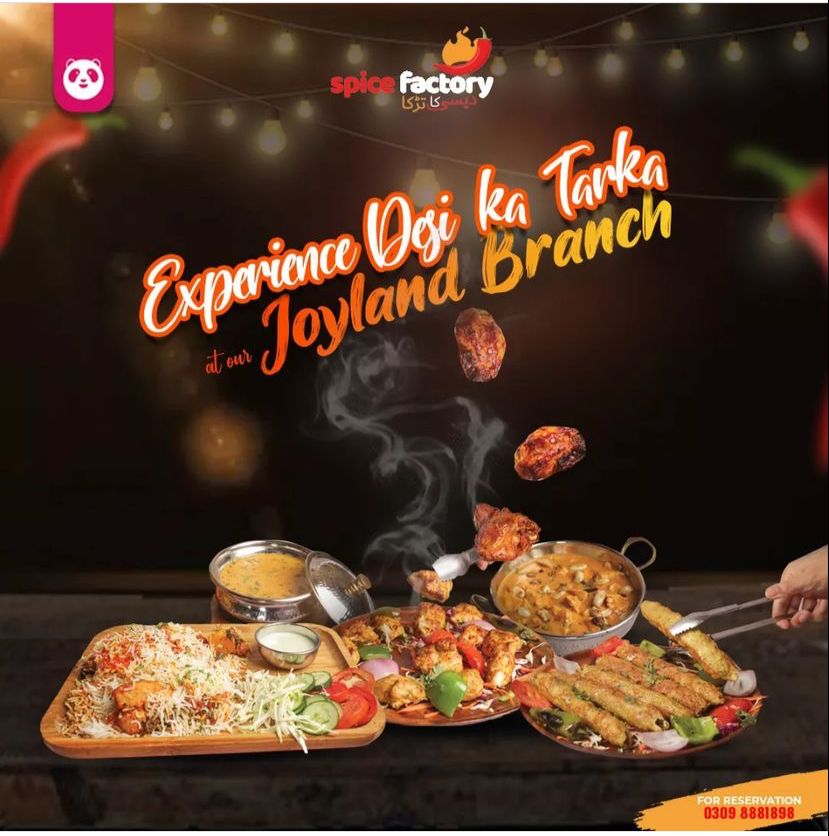 spice factory
دیسی کا تڑکا
Experience Desi ka Tarka
at our Joyland Branch
FOR RESERVATION
0309 8881898